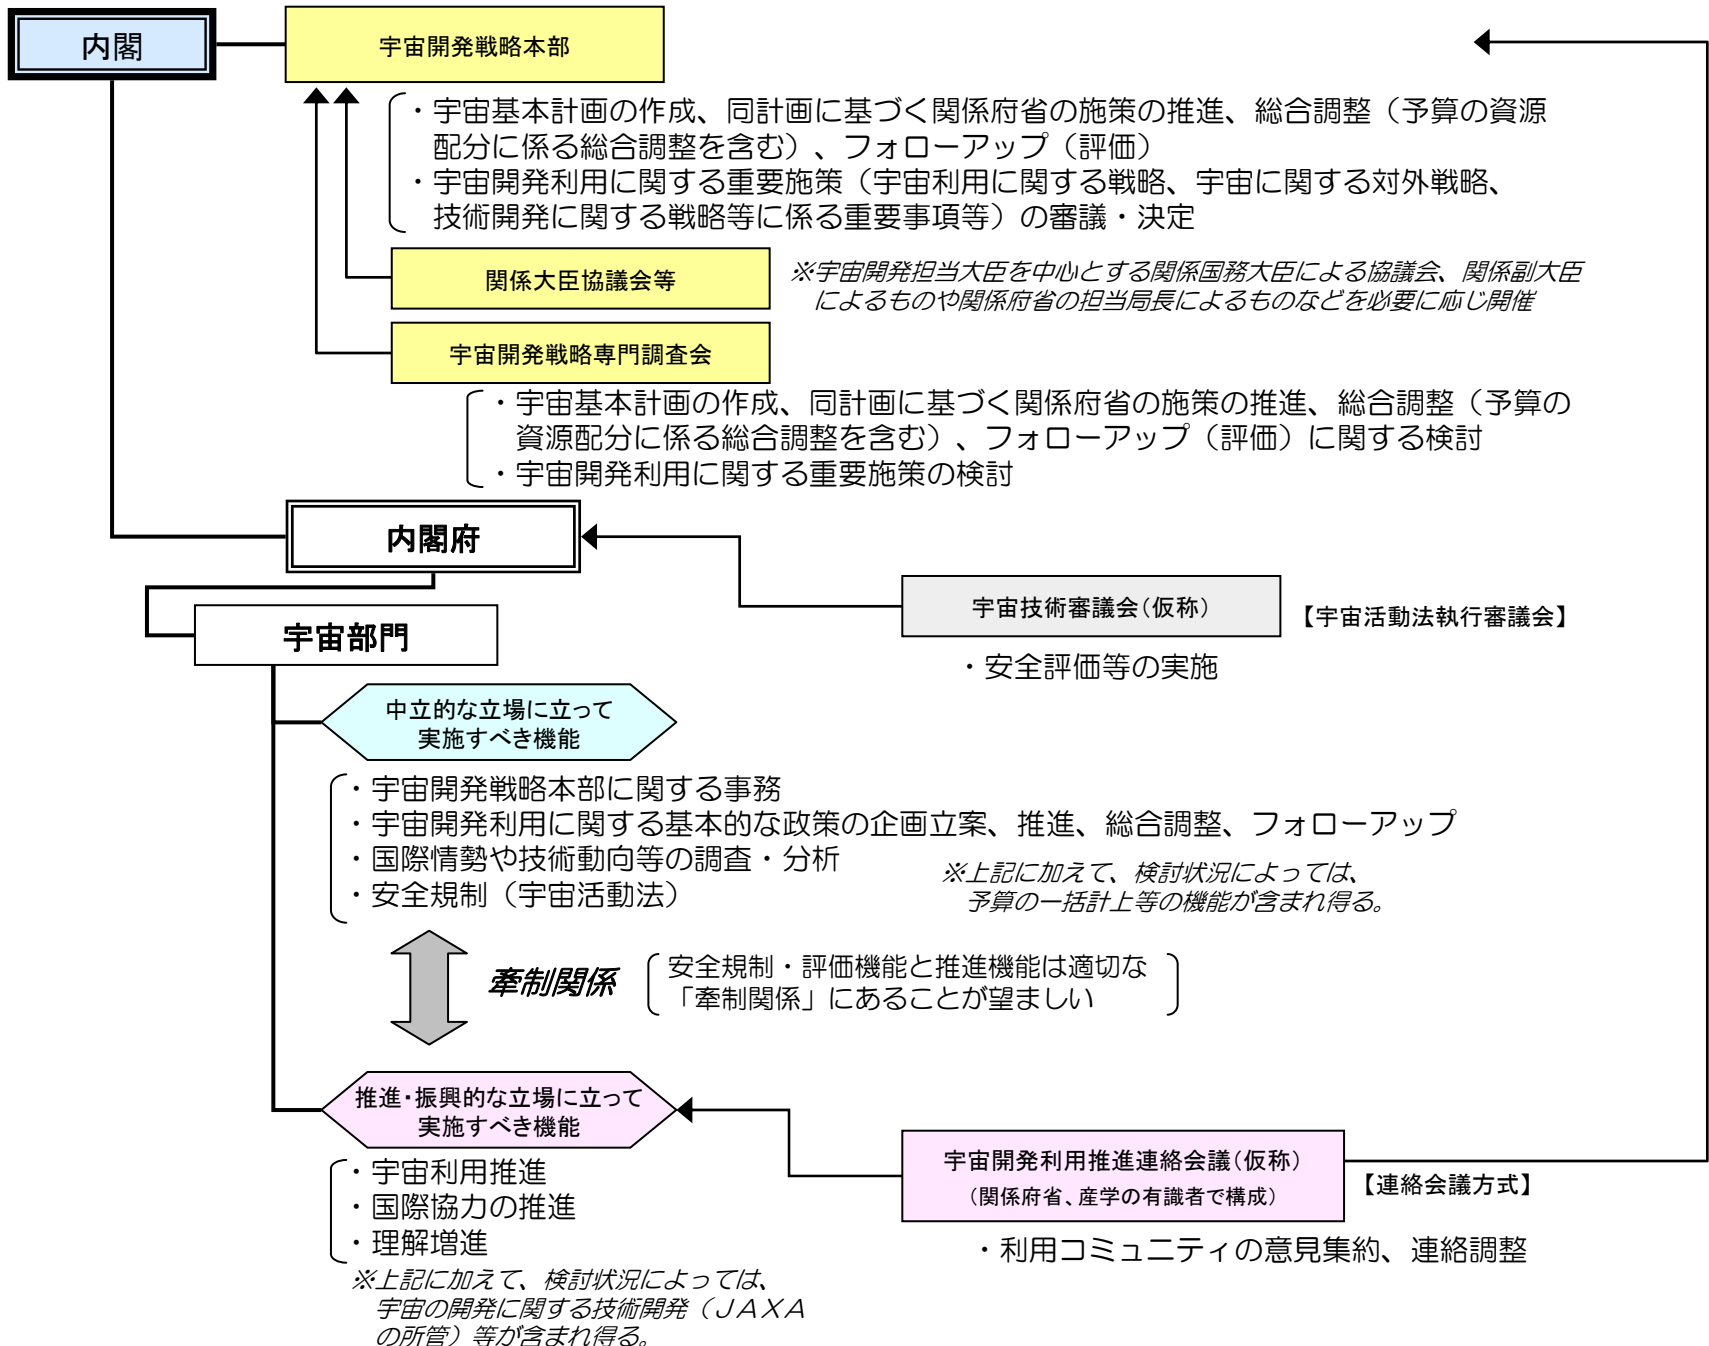 内閣
宇宙開発戦略本部
・宇宙基本計画の作成、同計画に基づく関係府省の施策の推進、総合調整（予算の資源
配分に係る総合調整を含む）、フォローアップ（評価）
・宇宙開発利用に関する重要施策（宇宙利用に関する戦略、宇宙に関する対外戦略、
技術開発に関する戦略等に係る重要事項等）の審議・決定
関係大臣協議会等
※宇宙開発担当大臣を中心とする関係国務大臣による協議会、関係副大臣
によるものや関係府省の担当局長によるものなどを必要に応じ開催
宇宙開発戦略専門調査会
・宇宙基本計画の作成、同計画に基づく関係府省の施策の推進、総合調整（予算の
資源配分に係る総合調整を含む）、フォローアップ（評価）に関する検討
・宇宙開発利用に関する重要施策の検討
内閣府
宇宙技術審議会（仮称）
【宇宙活動法執行審議会】
・安全評価等の実施
宇宙部門
中立的な立場に立って
実施すべき機能
・宇宙開発戦略本部に関する事務
・宇宙開発利用に関する基本的な政策の企画立案、推進、総合調整、フォローアップ
・国際情勢や技術動向等の調査・分析
・安全規制（宇宙活動法）
※上記に加えて、検討状況によっては、
予算の一括計上等の機能が含まれ得る。
牽制関係
安全規制・評価機能と推進機能は適切な
「牽制関係」にあることが望ましい
推進・振興的な立場に立って
実施すべき機能
・宇宙利用推進
・国際協力の推進
・理解増進
※上記に加えて、検討状況によっては、
宇宙の開発に関する技術開発（ＪＡＸＡ
の所管）等が含まれ得る。
宇宙開発利用推進連絡会議（仮称）
（関係府省、産学の有識者で構成）
【連絡会議方式】
・利用コミュニティの意見集約、連絡調整